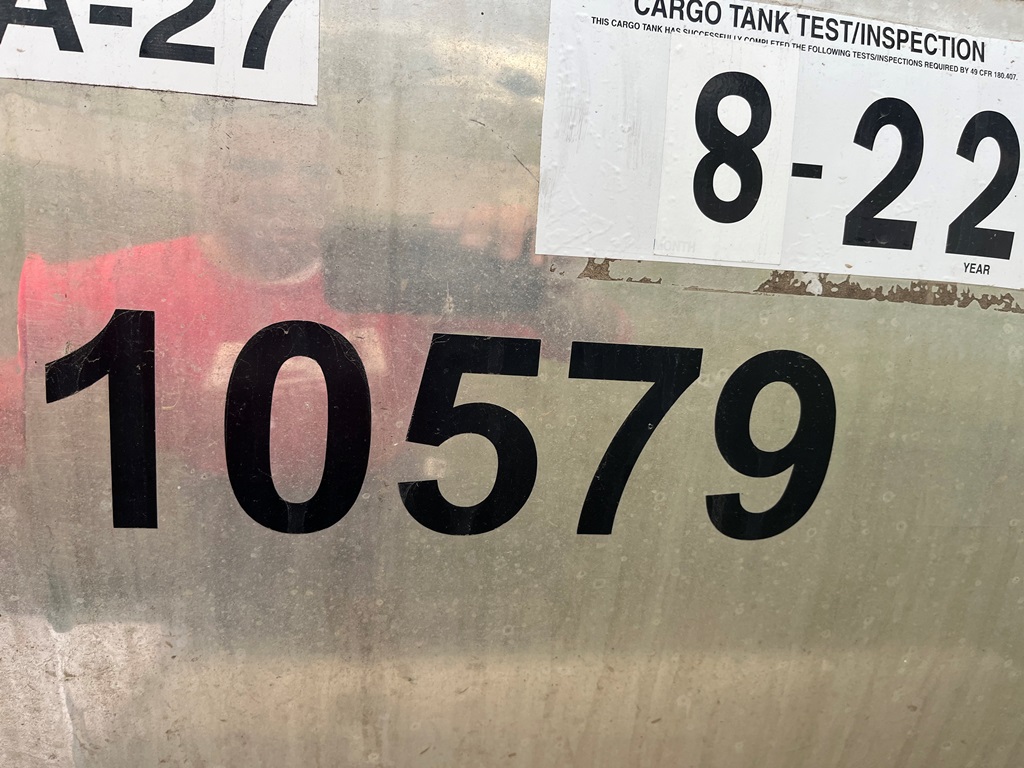 A-27
CARGO TANK TEST/INSPECTION
THIS CARGO TANK HAS SUCCESSFULLY COMPLETED THE FOLLOWING TESTS/INSPECTIONS REQUIRED BY 49 CFR 180.407.
8-22
MONTH
YEAR
10579